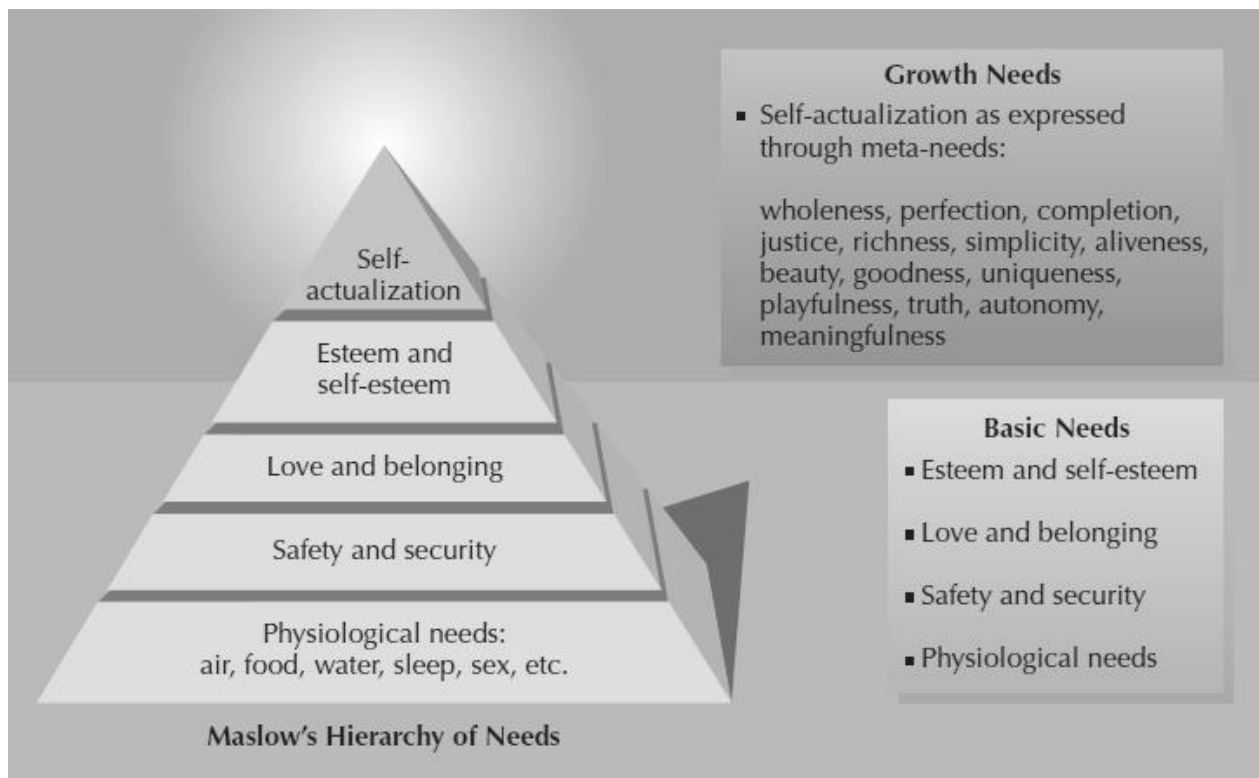 Self-
actualization
Esteem and
self-esteem
Love and belonging
Safety and security
Physiological needs:
air, food, water, sleep, sex, etc.
Maslow's Hierarchy of Needs
Growth Needs
▪ Self-actualization as expressed
through meta-needs:
wholeness, perfection, completion,
justice, richness, simplicity, aliveness,
beauty, goodness, uniqueness,
playfulness, truth, autonomy,
meaningfulness
Basic Needs
▪ Esteem and self-esteem
▪ Love and belonging
▪ Safety and security
▪ Physiological needs